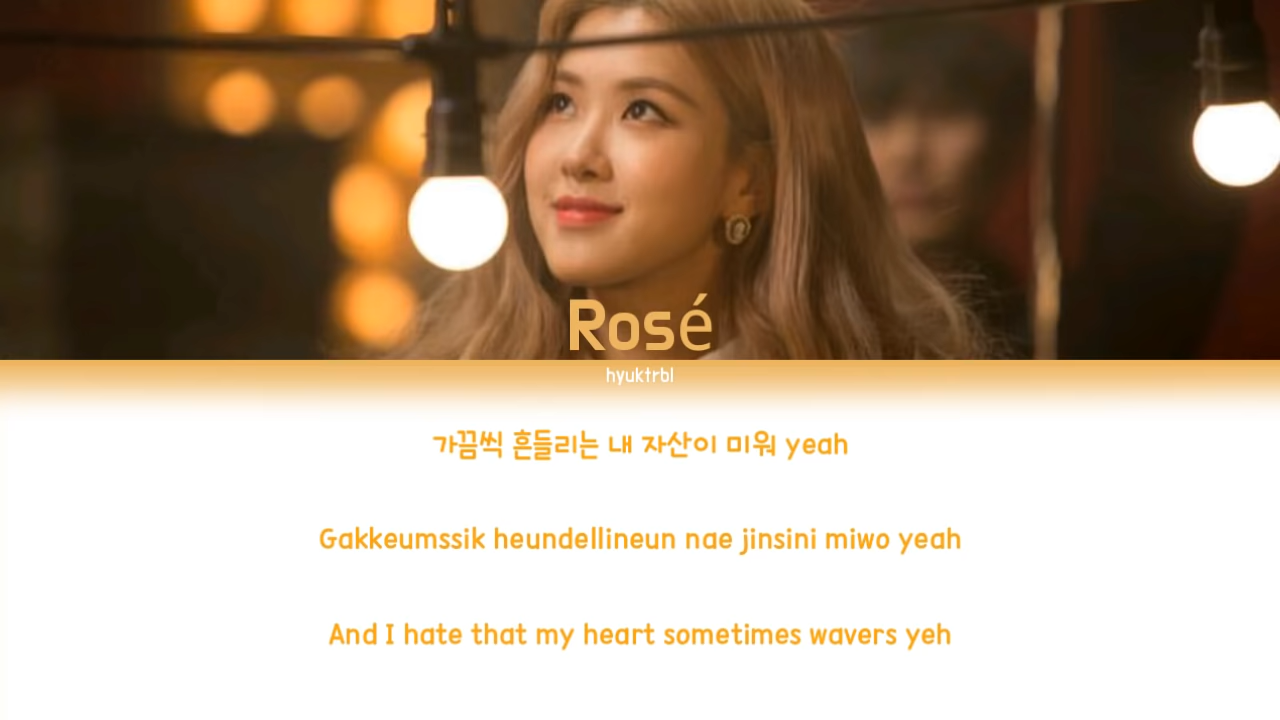 Rosé
hyuktrbl
가끔씩 흔들리는 내 자산이 미워 yeah
Gakkeumssik heundellineun nae jinsini miwo yeah
And I hate that my heart sometimes wavers yeh